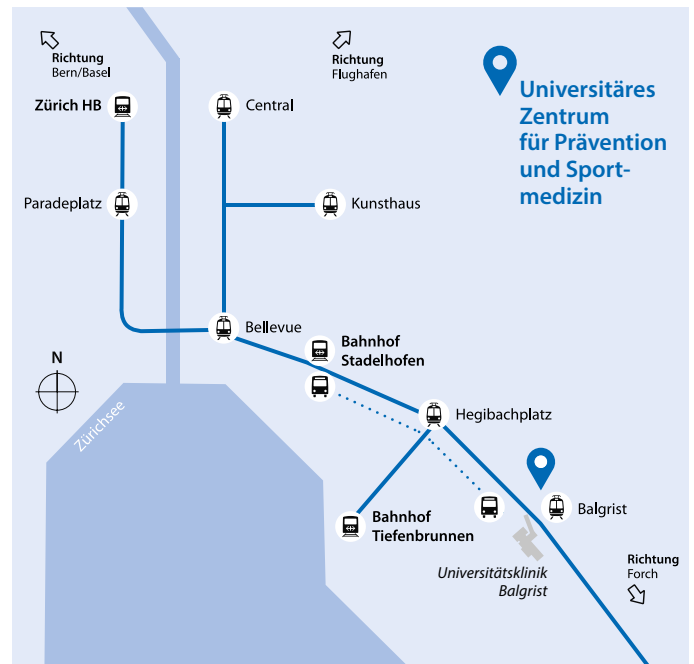 Richtung
Bern/Basel
Richtung
Flughafen
Universitäres
Zentrum
für Prävention
und Sport-
medizin
Zürich HB
Central
Paradeplatz
Kunsthaus
Bellevue
Bahnhof
Stadelhofen
N
Zürichsee
Hegibachplatz
Balgrist
Bahnhof
Tiefenbrunnen
Universitätsklinik
Balgrist
Richtung
Forch